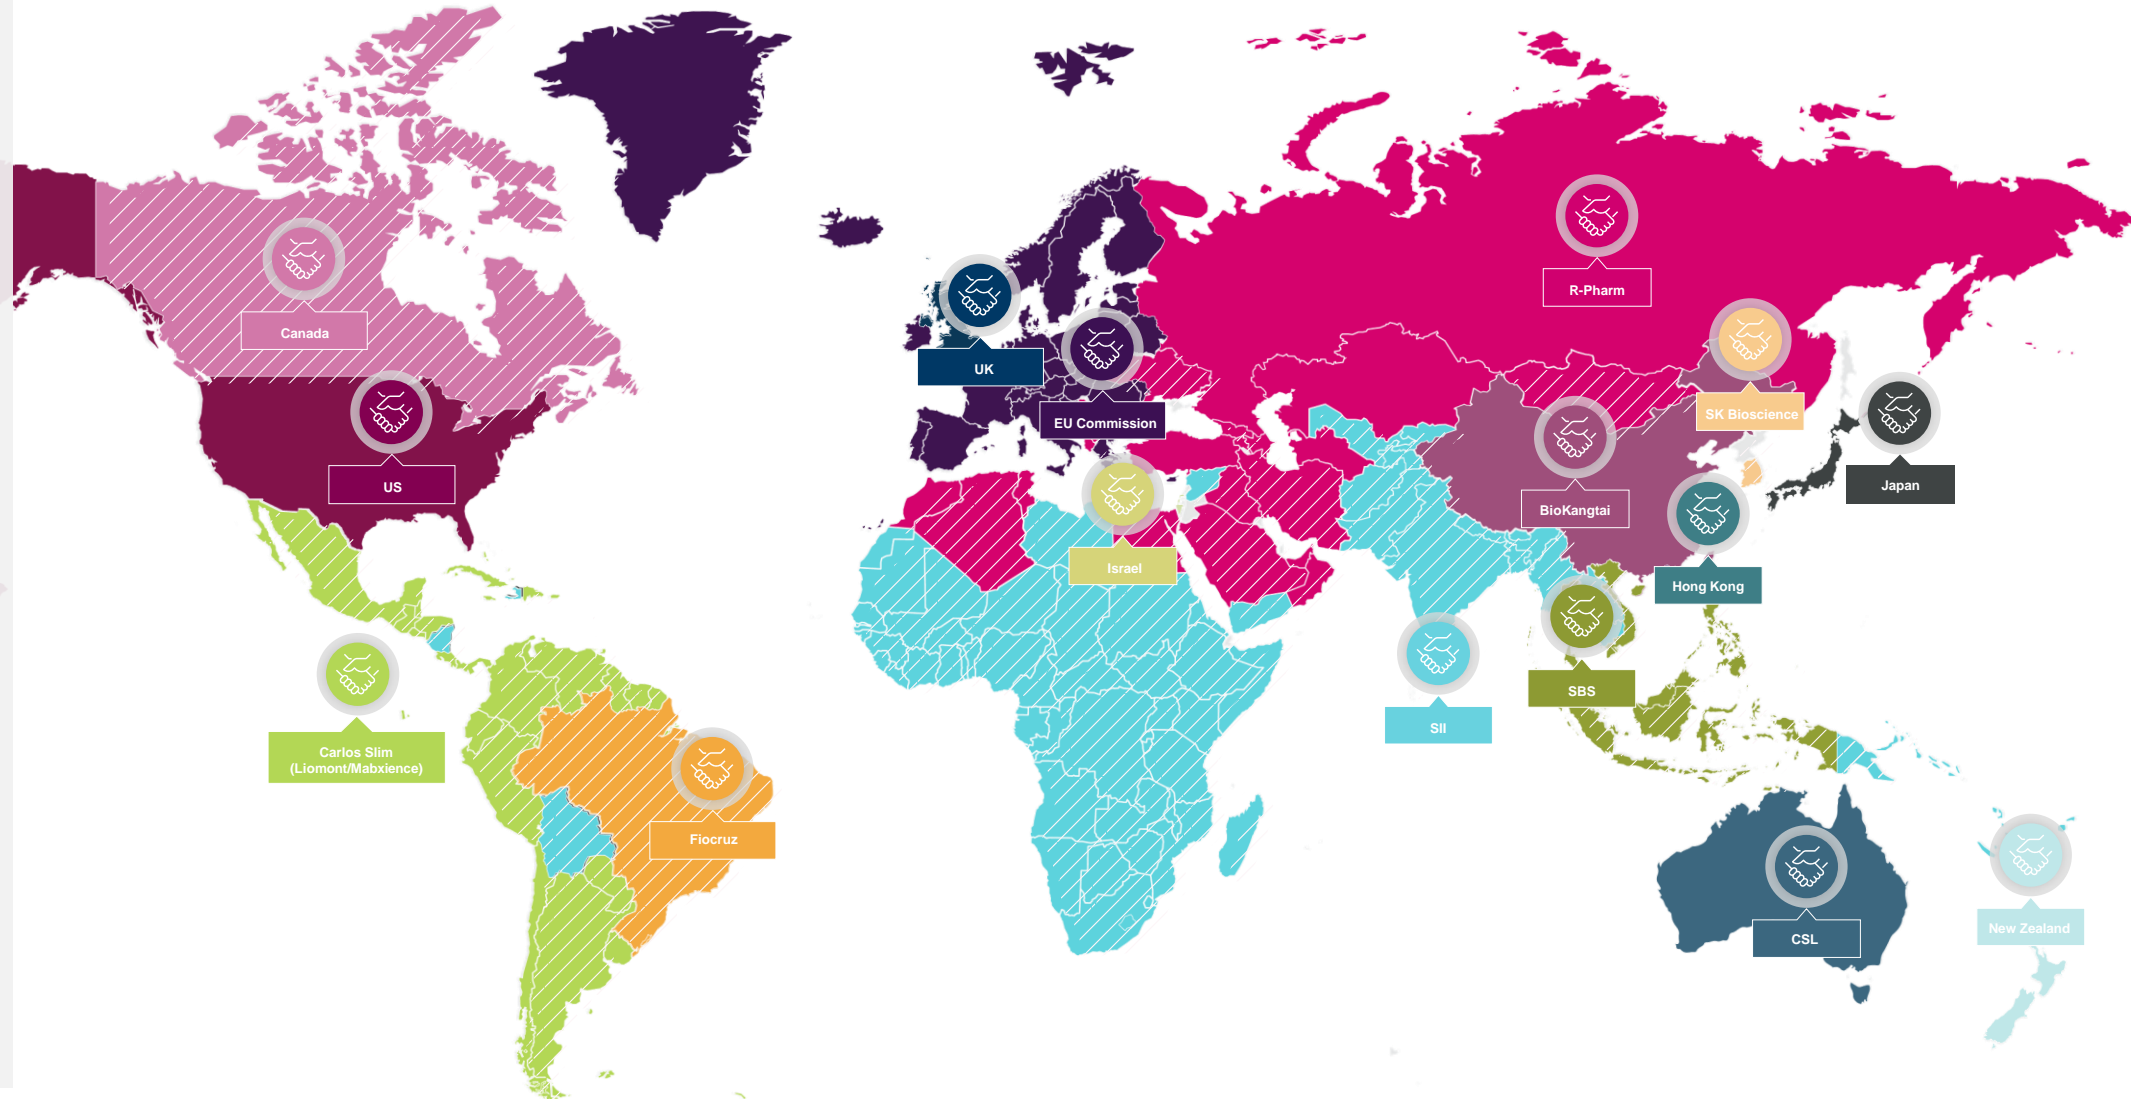 Canada
US
Carlos Slim
(Liomont/Mabxience)
Fiocruz
UK
EU Commission
Israel
R-Pharm
SK Bioscience
BioKangtai
Japan
Hong Kong
SBS
SII
CSL
New Zealand